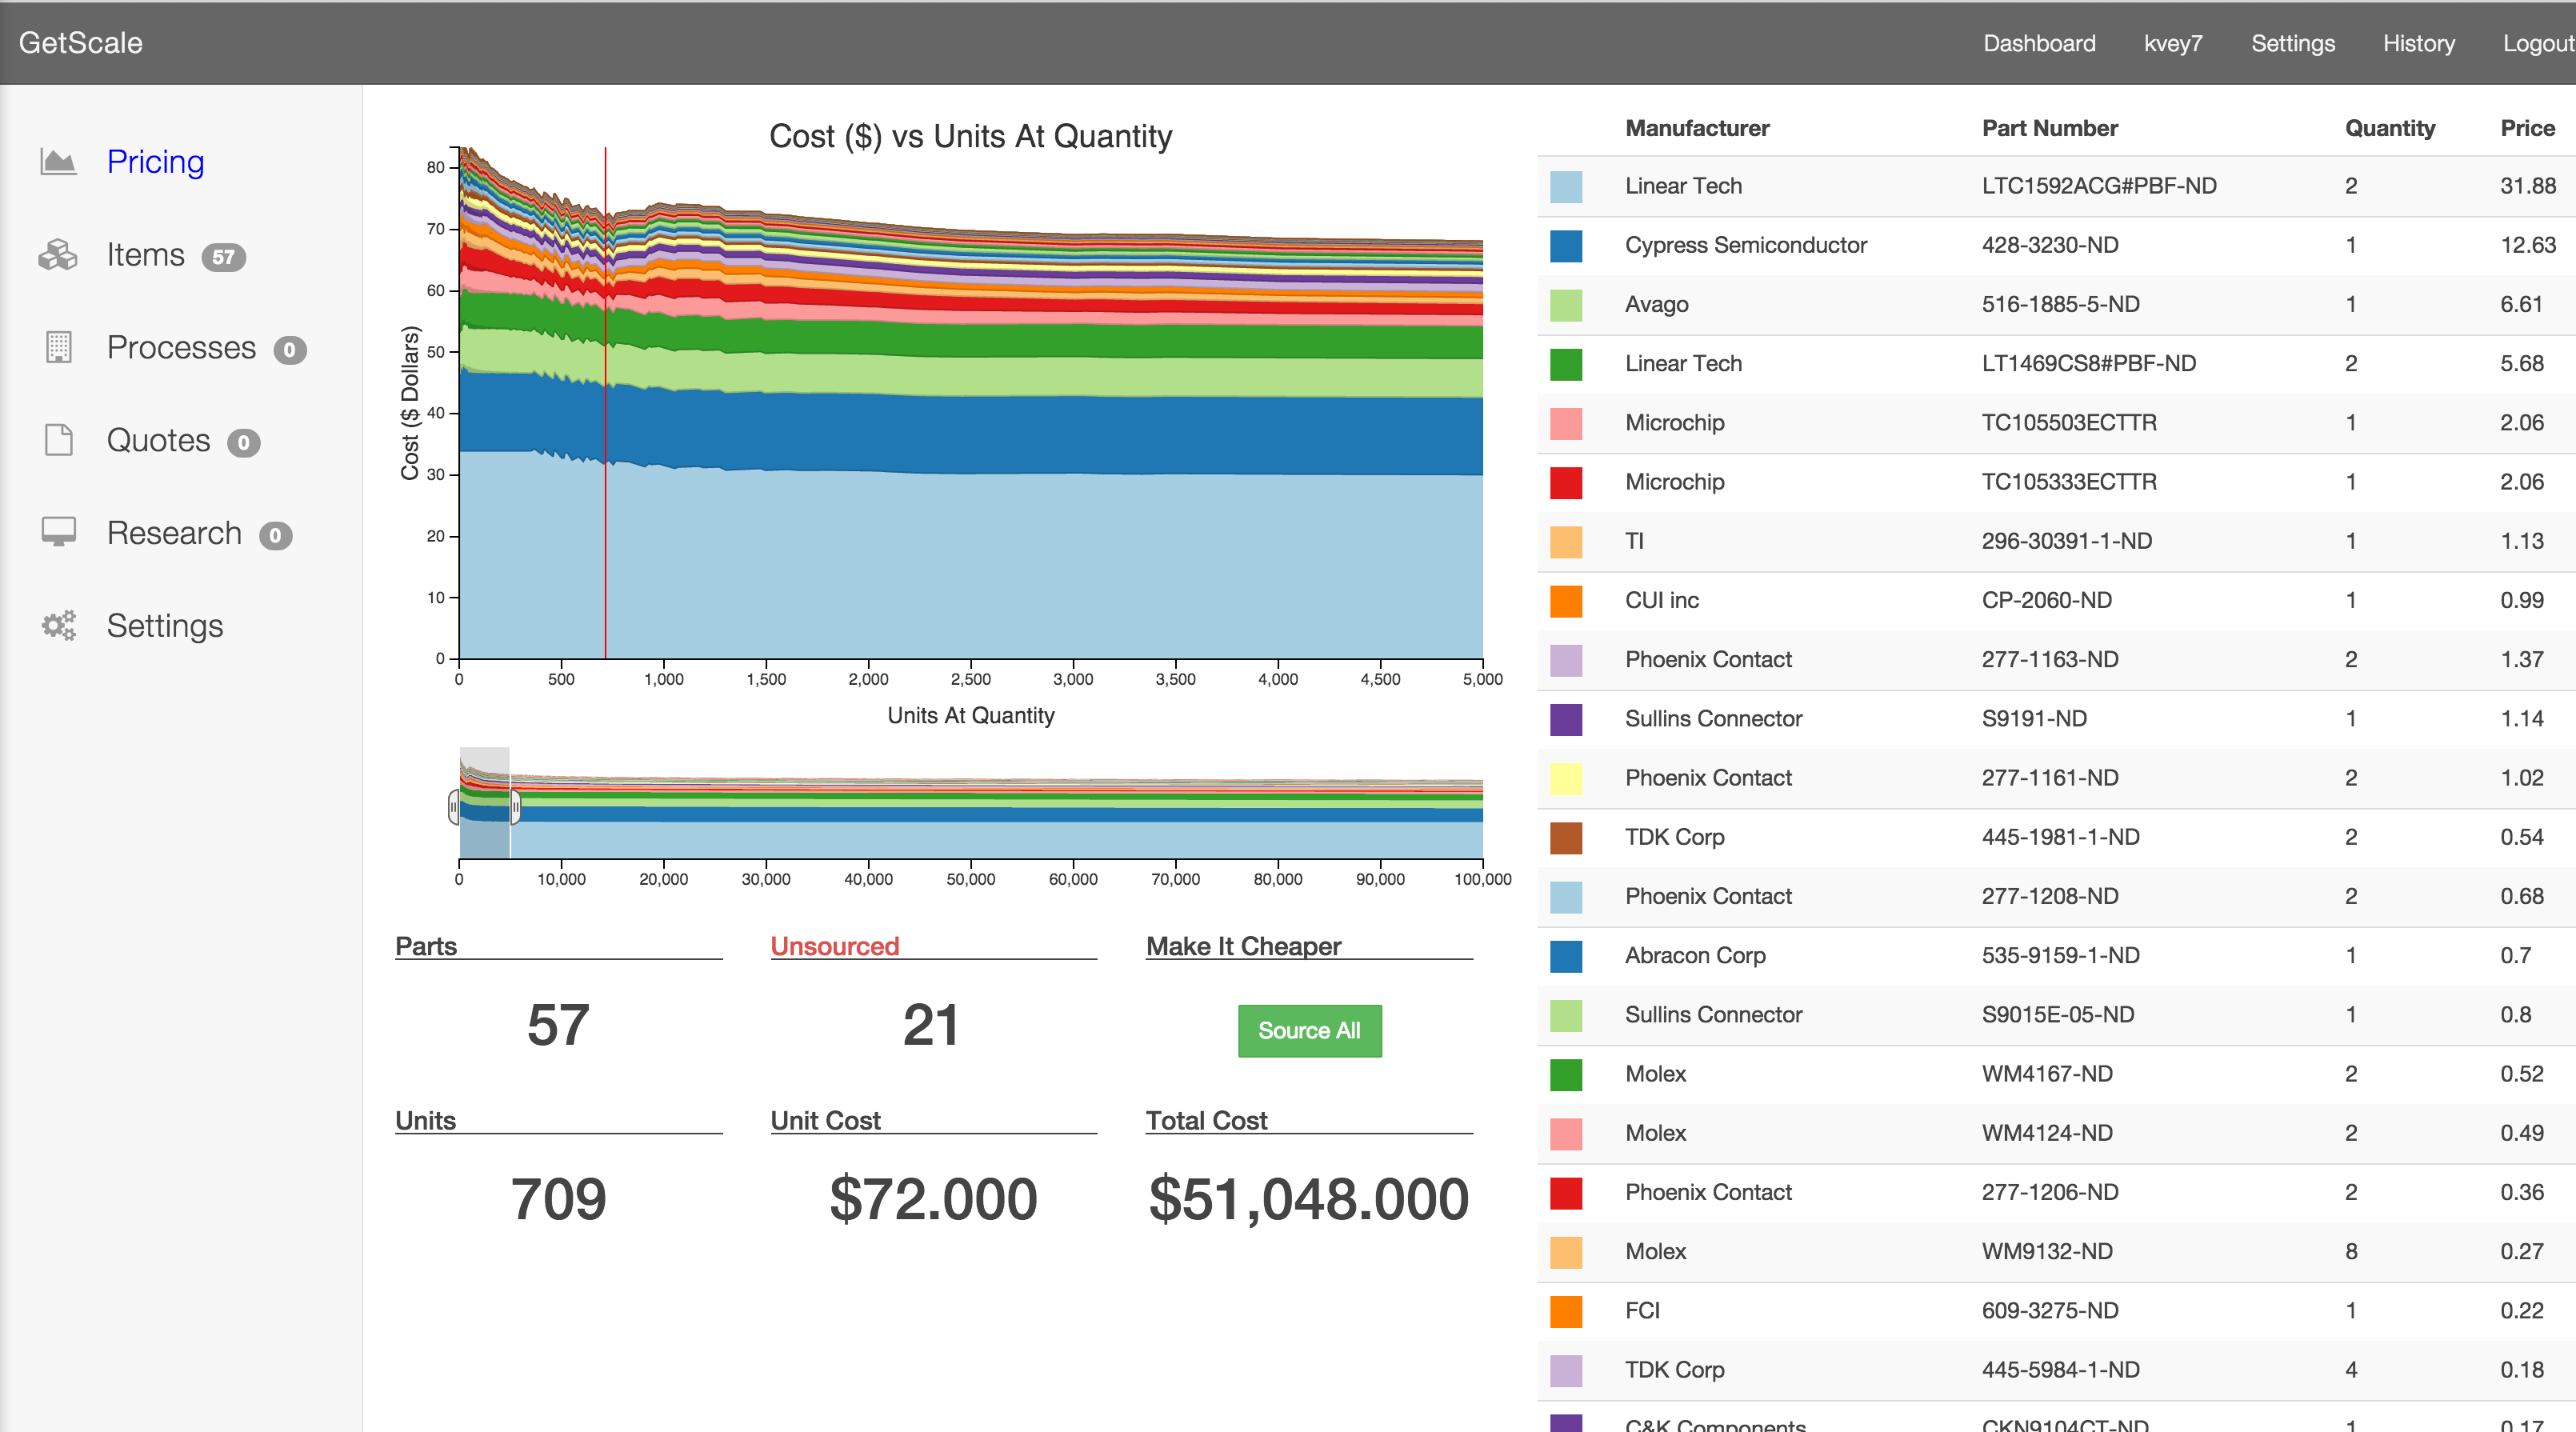 GetScale
Dashboard kvey7 Settings History Logout
Pricing
Items 57
Processes 0
Quotes 0
Research 0
Settings
Cost ($) vs Units At Quantity
Cost ($ Dollars)
80
70
60
50
40
30
20
10
0
0 500 1,000 1,500 2,000 2,500 3,000 3,500 4,000 4,500 5,000
Units At Quantity
0 10,000 20,000 30,000 40,000 50,000 60,000 70,000 80,000 90,000 100,000
Parts Unsourced Make It Cheaper
57 21 Source All
Units Unit Cost Total Cost
709 $72.000 $51,048.000
Manufacturer Part Number Quantity Price
Linear Tech LTC1592ACG#PBF-ND 2 31.88
Cypress Semiconductor 428-3230-ND 1 12.63
Avago 516-1885-5-ND 1 6.61
Linear Tech LT1469CS8#PBF-ND 2 5.68
Microchip TC105503ECTTR 1 2.06
Microchip TC105333ECTTR 1 2.06
TI 296-30391-1-ND 1 1.13
CUI inc CP-2060-ND 1 0.99
Phoenix Contact 277-1163-ND 2 1.37
Sullins Connector S9191-ND 1 1.14
Phoenix Contact 277-1161-ND 2 1.02
TDK Corp 445-1981-1-ND 2 0.54
Phoenix Contact 277-1208-ND 2 0.68
Abracon Corp 535-9159-1-ND 1 0.7
Sullins Connector S9015E-05-ND 1 0.8
Molex WM4167-ND 2 0.52
Molex WM4124-ND 2 0.49
Phoenix Contact 277-1206-ND 2 0.36
Molex WM9132-ND 8 0.27
FCI 609-3275-ND 1 0.22
TDK Corp 445-5984-1-ND 4 0.18
C&K Components CKN9104CT-ND 1 0.17